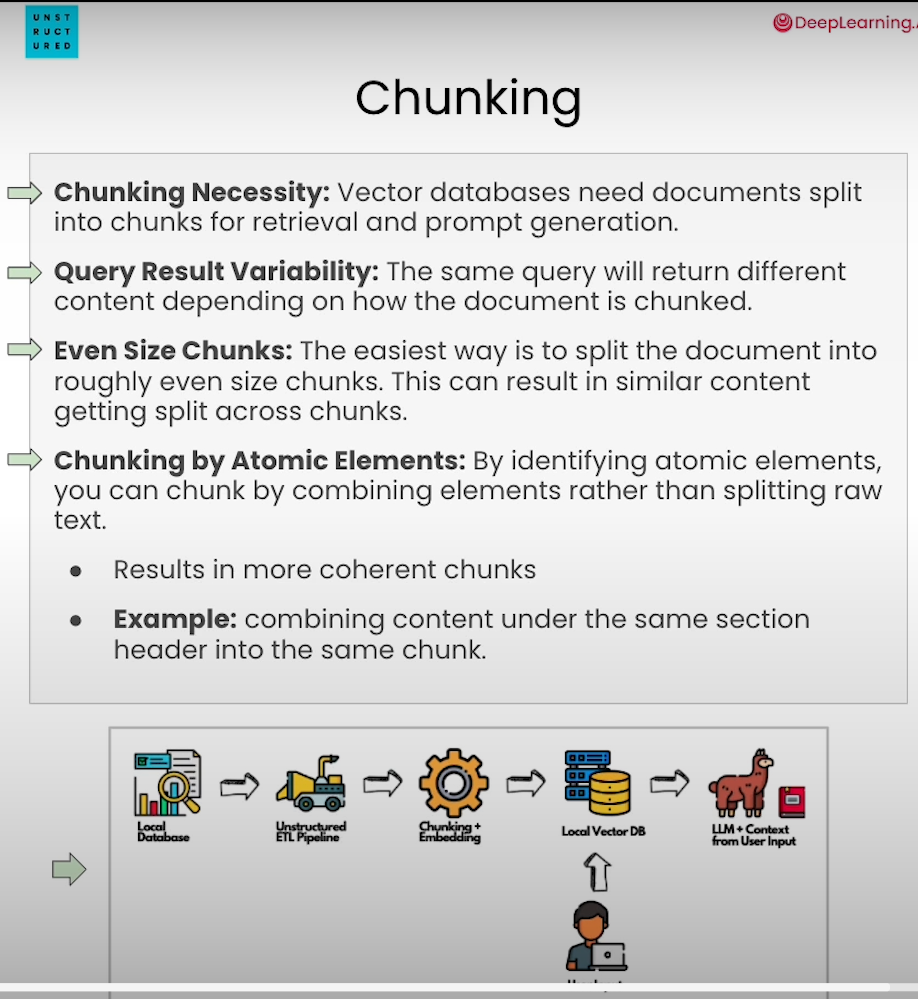 UNST
RUCT
URED
DeepLearning.
Chunking
Chunking Necessity: Vector databases need documents split
into chunks for retrieval and prompt generation.
Query Result Variability: The same query will return different
content depending on how the document is chunked.
Even Size Chunks: The easiest way is to split the document into
roughly even size chunks. This can result in similar content
getting split across chunks.
Chunking by Atomic Elements: By identifying atomic elements,
you can chunk by combining elements rather than splitting raw
text.
• Results in more coherent chunks
• Example: combining content under the same section
header into the same chunk.
Local
Database
Unstructured
ETL Pipeline
Chunking +
Embedding
Local Vector DB
LLM + Context
from User Input